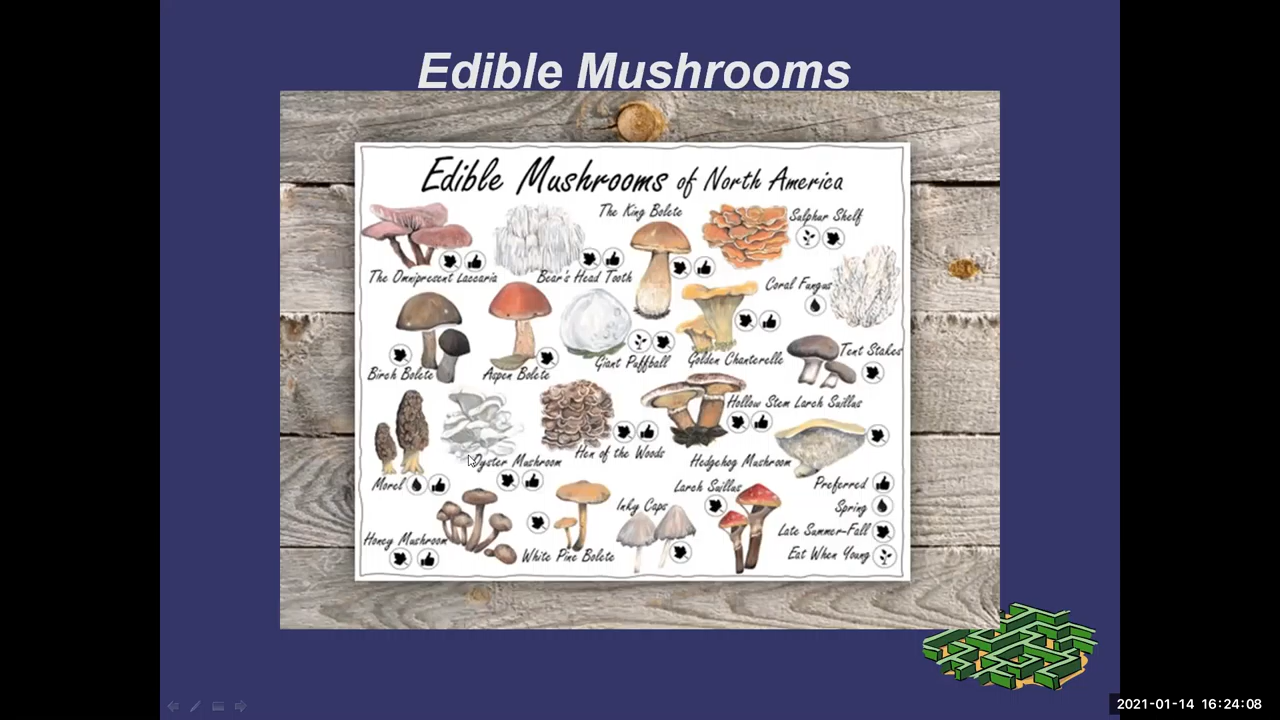 Edible Mushrooms
Edible Mushrooms of North America
The King Bolete
Sulphur Shelf
The Omnipresent Laccaria
Bear's Head Tooth
Coral Fungus
Birch Bolete
Aspen Bolete
Giant Puffball
Golden Chanterelle
Tent Stakes
Hollow Stem Larch Suillus
Hen of the Woods
Oyster Mushroom
Hedgehog Mushroom
Morel
Larch Suillus
Preferred
Inky Caps
Spring
Late Summer-Fall
Honey Mushroom
White Pine Bolete
Eat When Young
2021-01-14 16:24:08